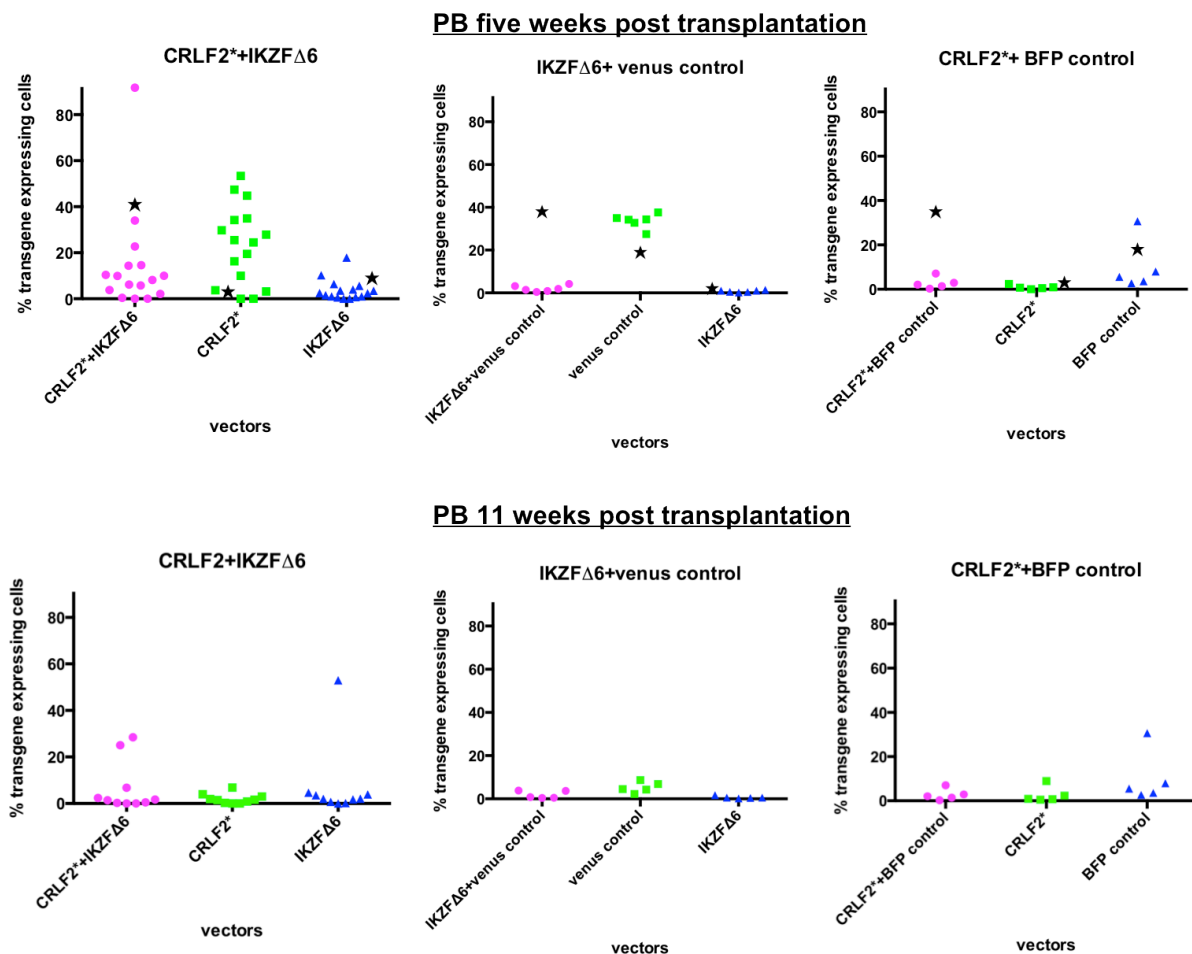 PB five weeks post transplantation
CRLF2*+IKZFΔ6
% transgene expressing cells
80
60
40
20
0
CRLF2*+IKZFΔ6
CRLF2*
IKZFΔ6
vectors
IKZFΔ6+ venus control
% transgene expressing cells
80
60
40
20
0
IKZFΔ6+venus control
venus control
IKZFΔ6
vectors
CRLF2*+ BFP control
% transgene expressing cells
80
60
40
20
0
CRLF2*+BFP control
CRLF2*
BFP control
vectors
PB 11 weeks post transplantation
CRLF2+IKZFΔ6
% transgene expressing cells
80
60
40
20
0
CRLF2*+IKZFΔ6
CRLF2*
IKZFΔ6
vectors
IKZFΔ6+venus control
% transgene expressing cells
80
60
40
20
0
IKZFΔ6+venus control
venus control
IKZFΔ6
vectors
CRLF2*+BFP control
% transgene expressing cells
80
60
40
20
0
CRLF2*+BFP control
CRLF2*
BFP control
vectors